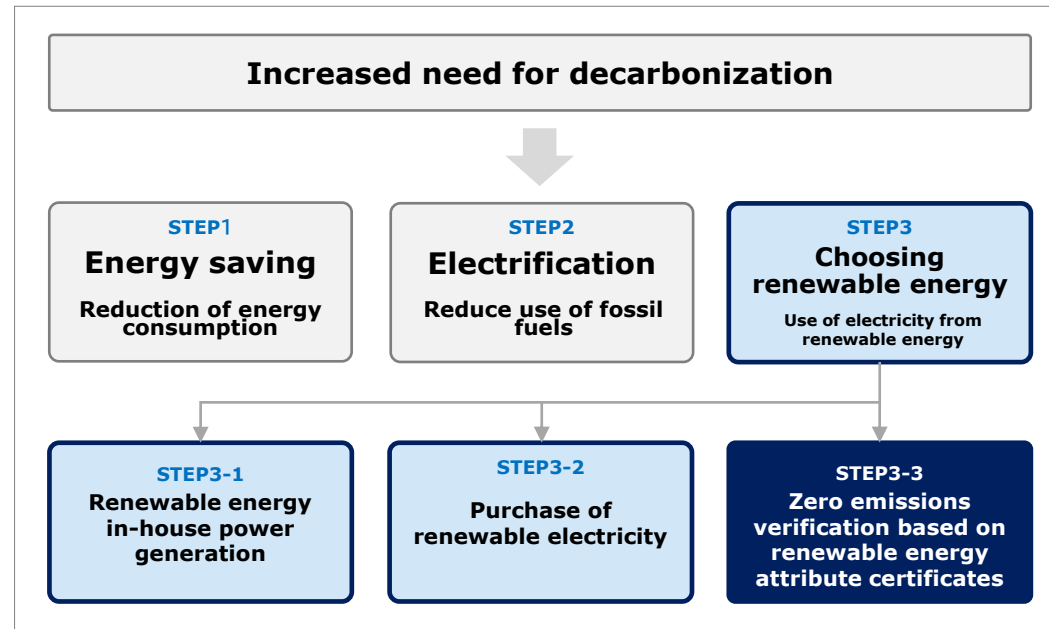 Increased need for decarbonization
STEP1
Energy saving
Reduction of energy
consumption
STEP2
Electrification
Reduce use of fossil
fuels
STEP3
Choosing
renewable energy
Use of electricity from
renewable energy
STEP3-1
Renewable energy
in-house power
generation
STEP3-2
Purchase of
renewable electricity
STEP3-3
Zero emissions
verification based on
renewable energy
attribute certificates